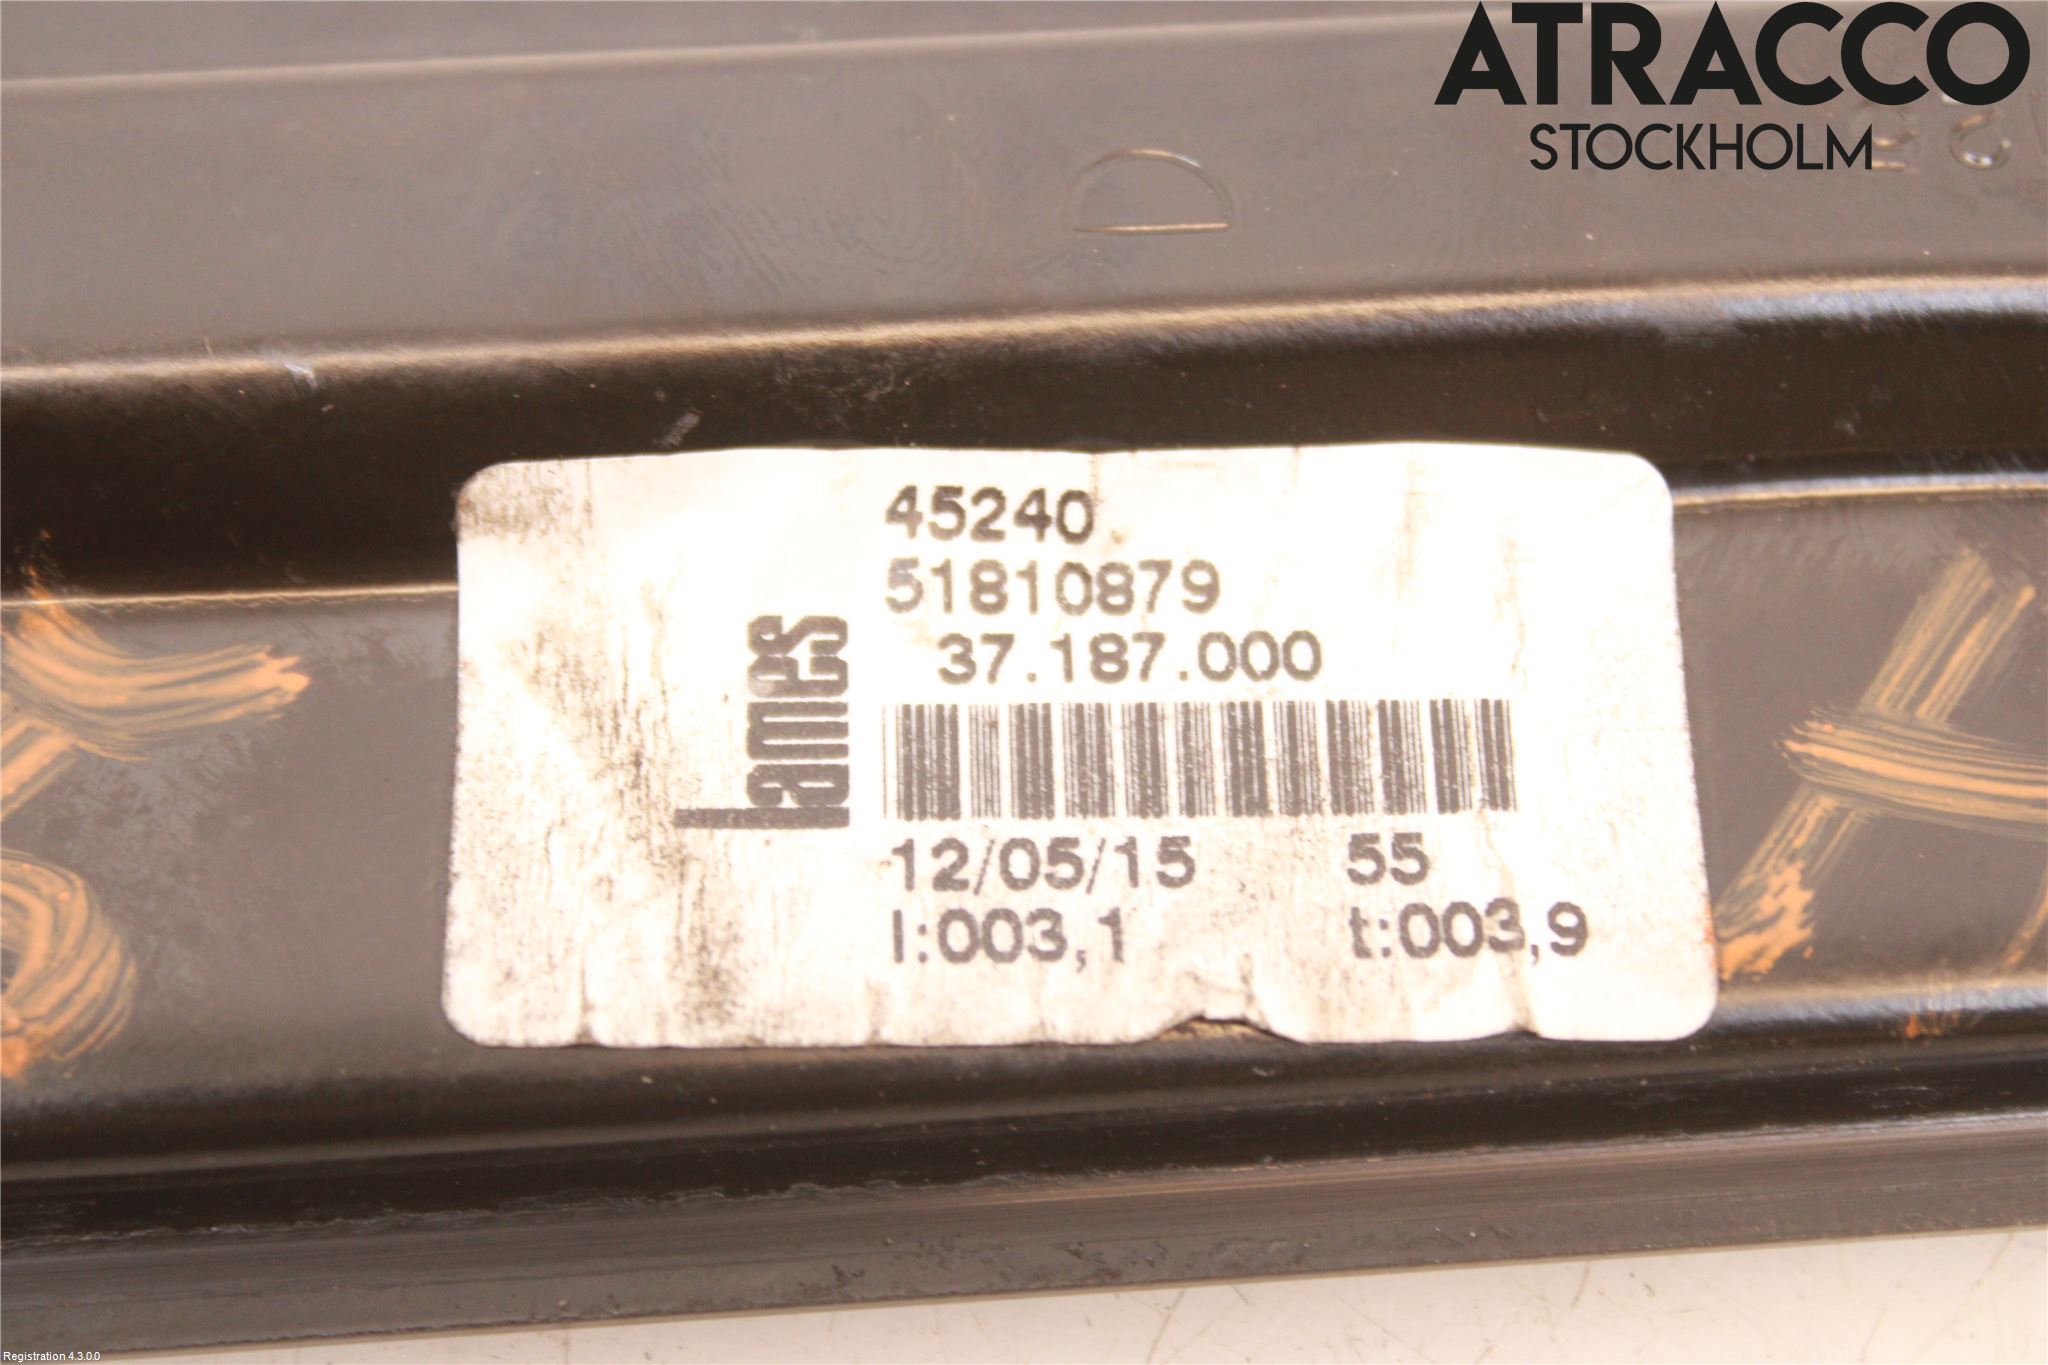 ATRACCO
STOCKHOLM
D
45240
51810879
37.187.000
lames
12/05/15 55
l:003,1 t:003,9
Registration 4.3.0.0